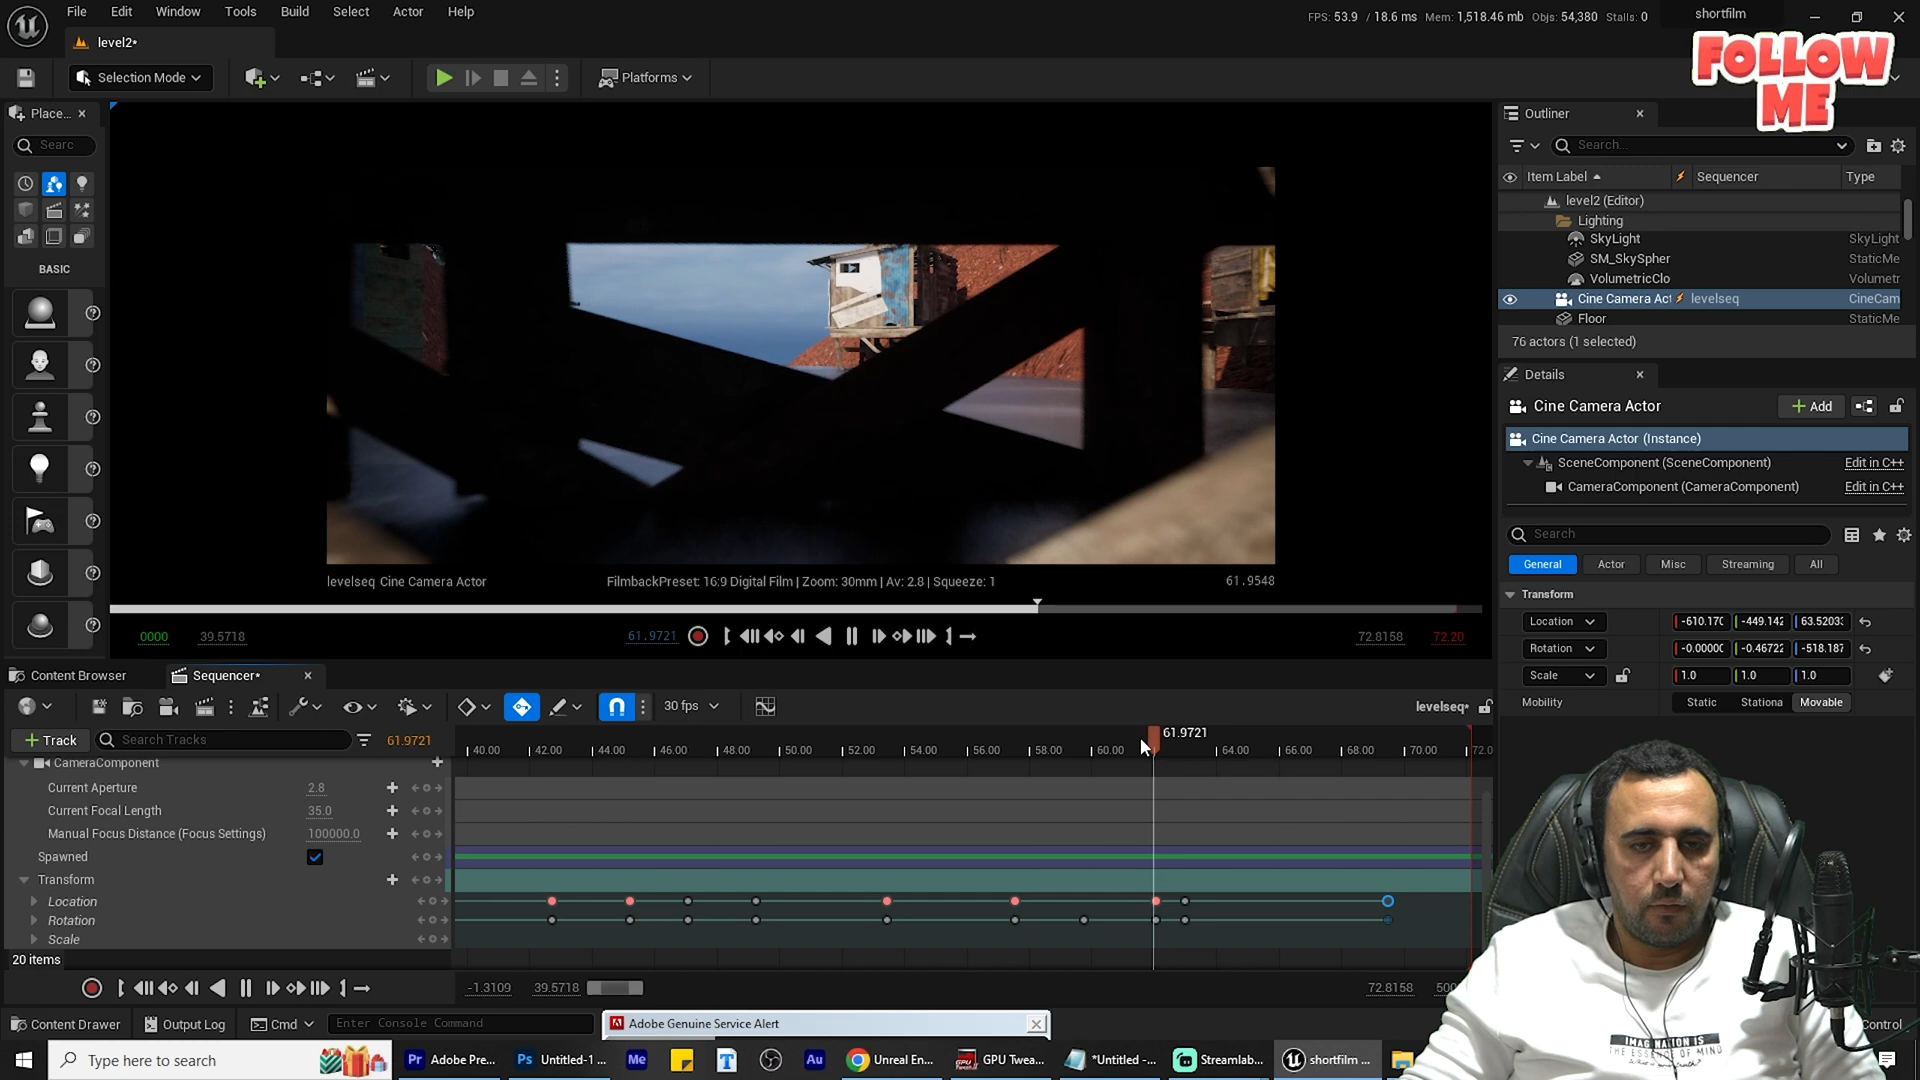 File Edit Window Tools Build Select Actor Help
FPS: 53.9 / 18.6 ms Mem: 1,518.46 mb Objs: 54,380 Stalls: 0 shortfilm
level2*
FOLLOW
ME
Selection Mode Platforms
Place... Outliner
Searc Search...
Item Label Sequencer Type
level2 (Editor)
Lighting
SkyLight SkyLight
SM_SkySpher StaticMe
VolumetricClo Volumetr
Cine Camera Act levelseq CineCam
Floor StaticMe
76 actors (1 selected)
BASIC
Details
Cine Camera Actor Add
Cine Camera Actor (Instance)
SceneComponent (SceneComponent) Edit in C++
CameraComponent (CameraComponent) Edit in C++
Search
General Actor Misc Streaming All
Transform
Location -610.170 -449.142 63.5203
Rotation -0.0000 -0.46722 -518.187
Scale 1.0 1.0 1.0
Mobility Static Stationa Movable
levelseq Cine Camera Actor FilmbackPreset: 16:9 Digital Film | Zoom: 30mm | Av: 2.8 | Squeeze: 1 61.9548
0000 39.5718 61.9721 72.8158 72.20
Content Browser Sequencer*
30 fps levelseq*
Track Search Tracks 61.9721
61.9721
40.00 42.00 44.00 46.00 48.00 50.00 52.00 54.00 56.00 58.00 60.00 64.00 66.00 68.00 70.00 72.0
CameraComponent
Current Aperture 2.8
Current Focal Length 35.0
Manual Focus Distance (Focus Settings) 100000.0
Spawned
Transform
Location
Rotation
Scale
20 items
-1.3109 39.5718 72.8158 500
Content Drawer Output Log Cmd Enter Console Command Adobe Genuine Service Alert Control
IMAGINATION IS
THE ESSENCE OF MIND
Type here to search Adobe Pre... Untitled-1 ... Unreal En... GPU Twea... *Untitled -... Streamlab... shortfilm ...